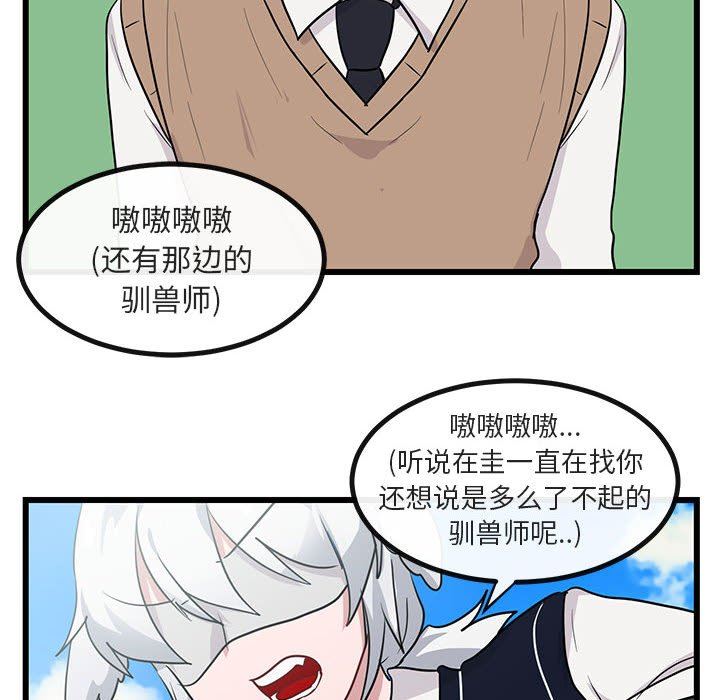 嗷嗷嗷嗷
(还有那边的
驯兽师)
嗷嗷嗷嗷...
(听说在圭一直在找你
还想说是多么了不起的
驯兽师呢..)